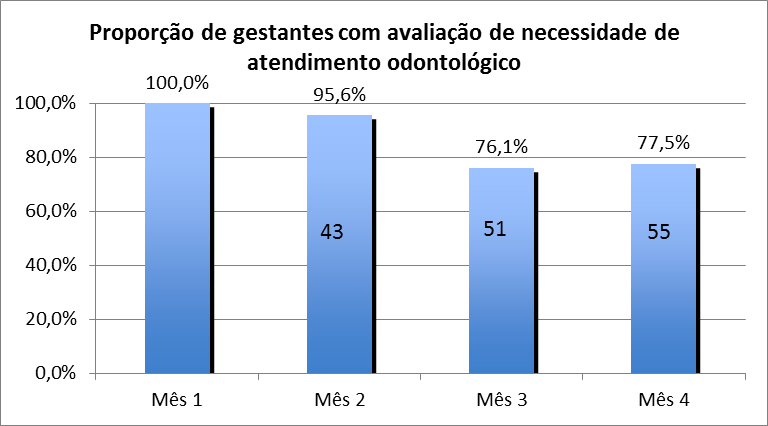 Proporção de gestantes com avaliação de necessidade de
atendimento odontológico
100,0%
95,6%
76,1%
77,5%
100,0%
80,0%
60,0%
40,0%
20,0%
0,0%
43
51
55
Mês 1
Mês 2
Mês 3
Mês 4